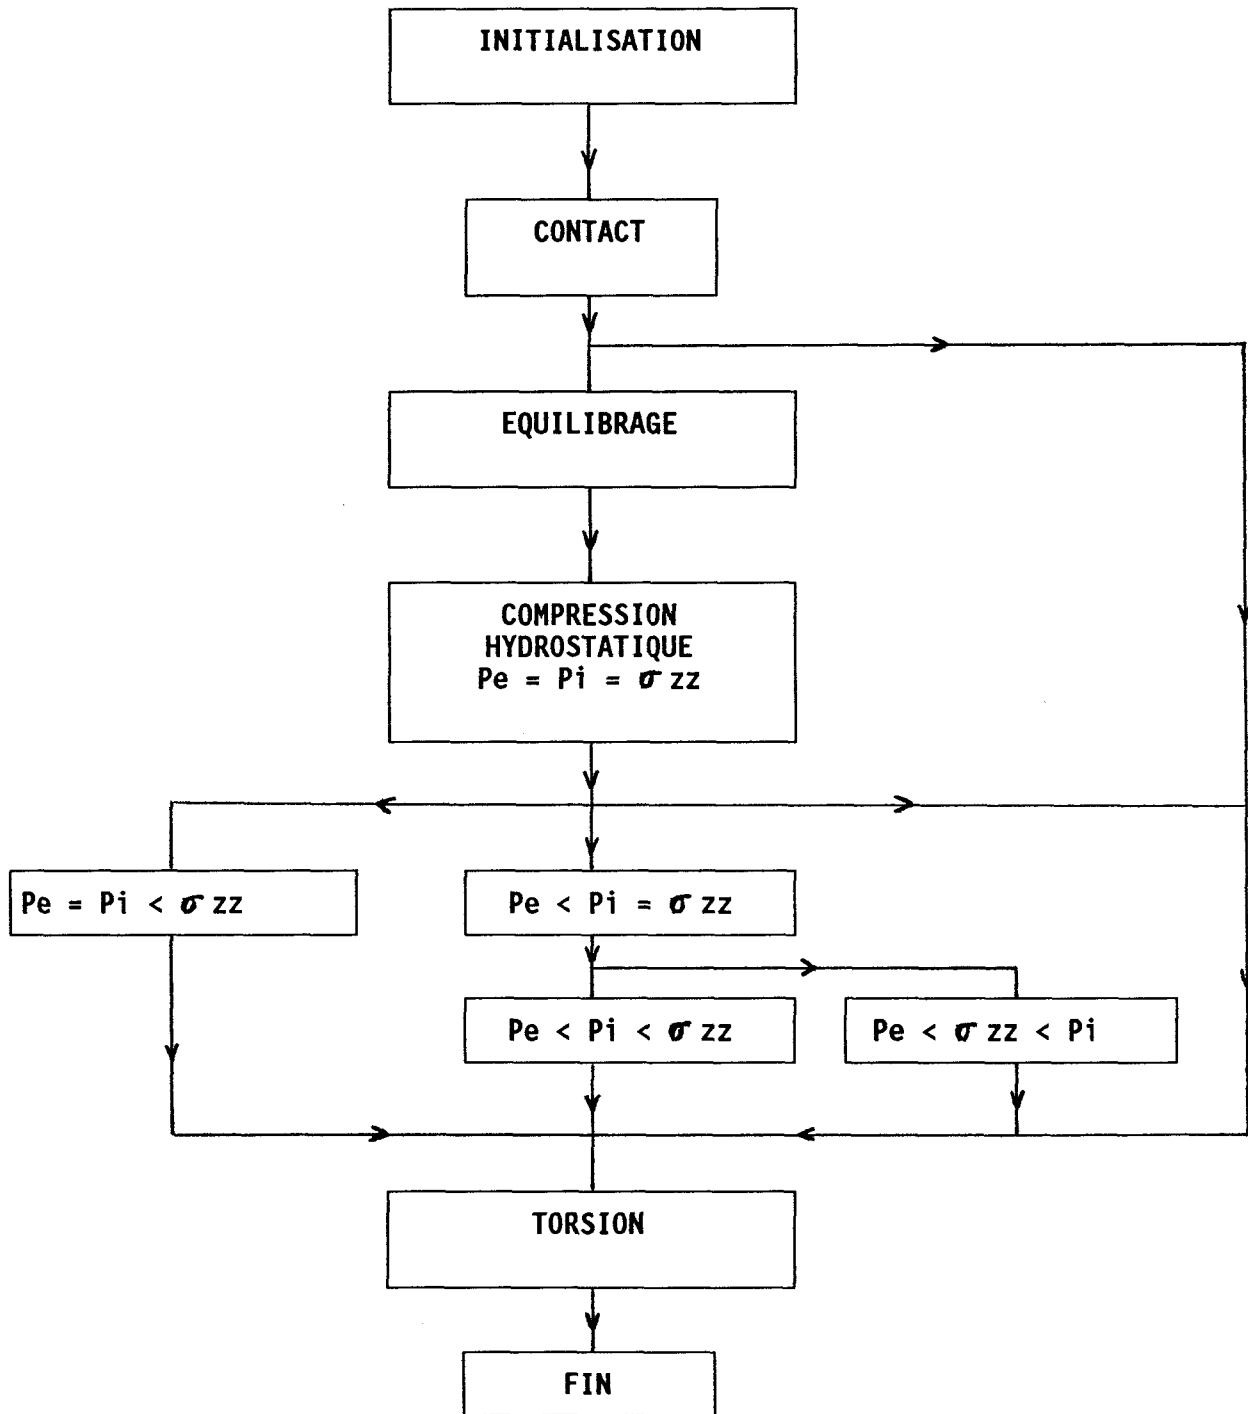 INITIALISATION
CONTACT
EQUILIBRAGE
COMPRESSION
HYDROSTATIQUE
Pe = Pi = σ zz
Pe = Pi < σ zz
Pe < Pi = σ zz
Pe < Pi < σ zz
Pe < σ zz < Pi
TORSION
FIN